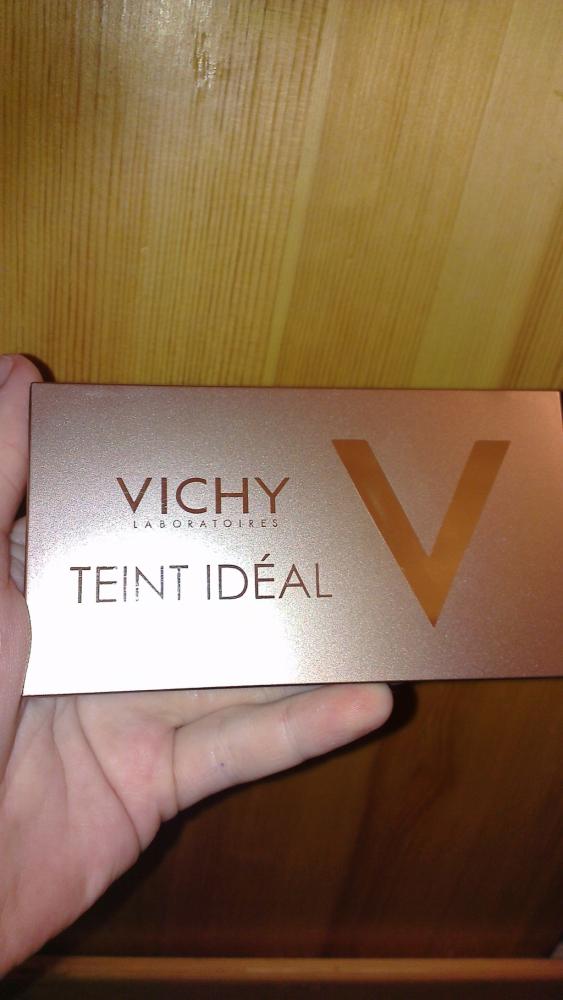 VICHY
LABORATOIRES
TEINT IDÉAL
V